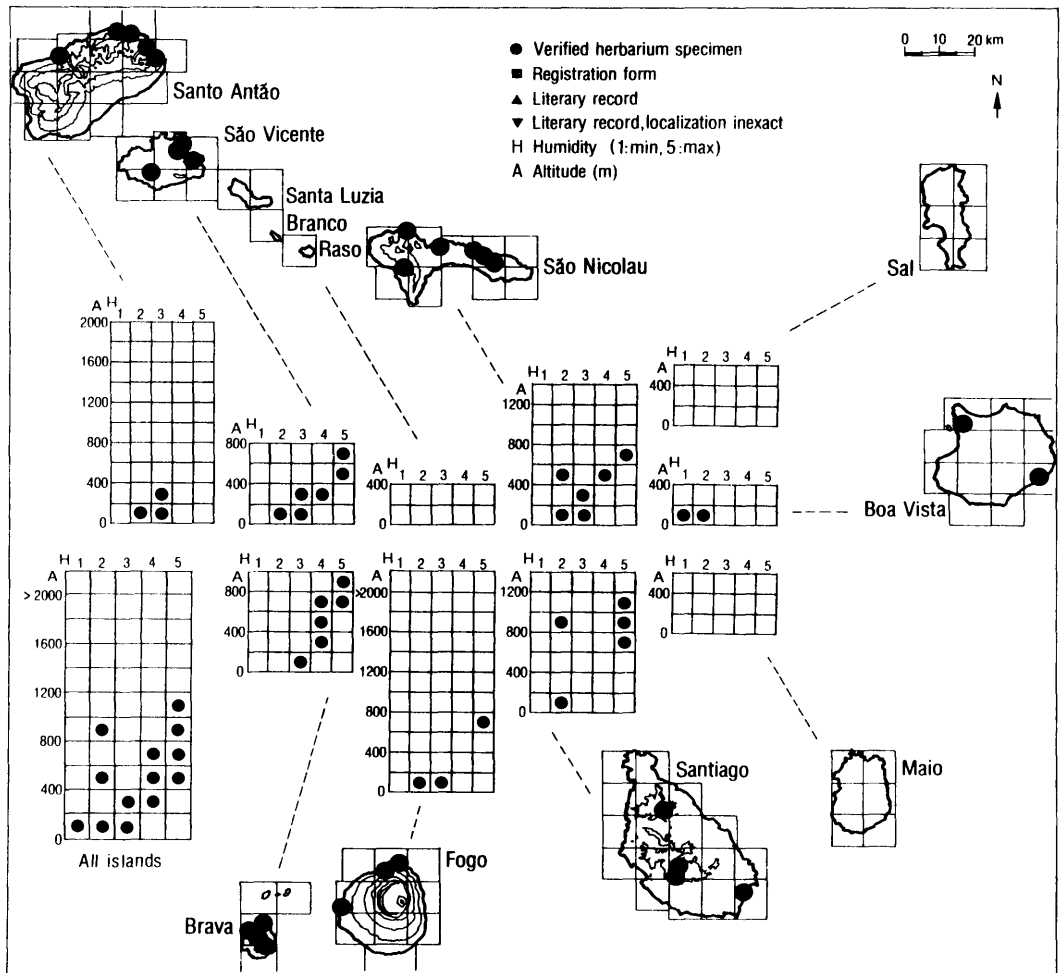 ● Verified herbarium specimen
■ Registration form
▲ Literary record
▼ Literary record, localization inexact
H Humidity (1:min, 5:max)
A Altitude (m)
0 10 20 km
N
Santo Antão
São Vicente
Santa Luzia
Branco
Raso
São Nicolau
Sal
Boa Vista
A H 1 2 3 4 5
2000
1600
1200
800
400
0
A H 1 2 3 4 5
800
400
0
A H 1 2 3 4 5
400
0
A H 1 2 3 4 5
1200
800
400
0
A H 1 2 3 4 5
400
0
A H 1 2 3 4 5
400
0
A H 1 2 3 4 5
>2000
1600
1200
800
400
0
All islands
A H 1 2 3 4 5
800
400
0
A H 1 2 3 4 5
>2000
1600
1200
800
400
0
A H 1 2 3 4 5
1200
800
400
0
A H 1 2 3 4 5
400
0
Santiago
Maio
Fogo
Brava